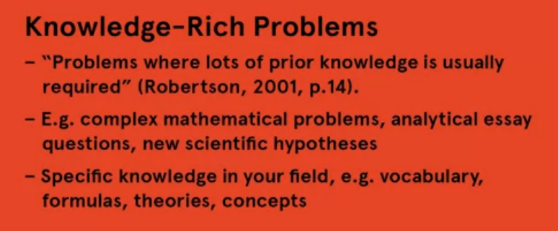 Knowledge-Rich Problems
– “Problems where lots of prior knowledge is usually
required” (Robertson, 2001, p.14).
– E.g. complex mathematical problems, analytical essay
questions, new scientific hypotheses
– Specific knowledge in your field, e.g. vocabulary,
formulas, theories, concepts